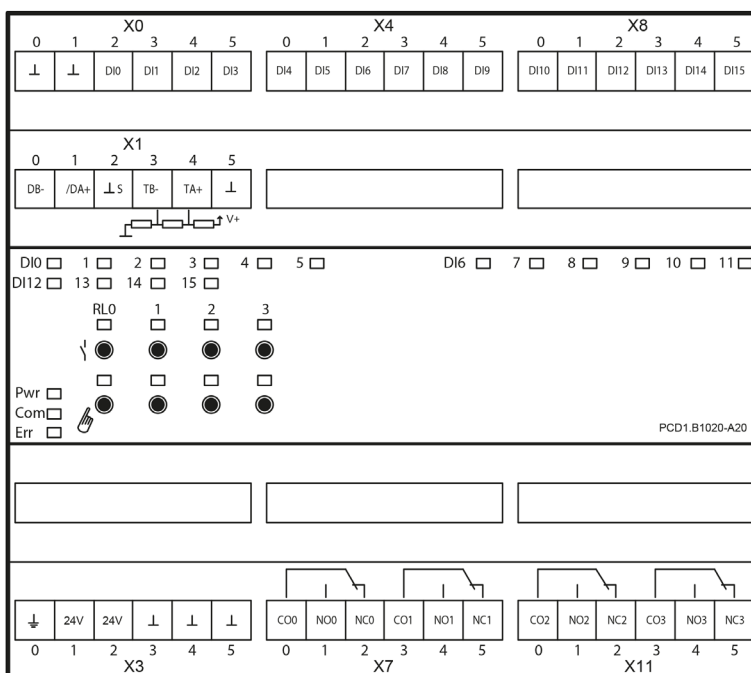 X0 X4 X8
0 1 2 3 4 5 0 1 2 3 4 5 0 1 2 3 4 5
⊥ ⊥ DI0 DI1 DI2 DI3 DI4 DI5 DI6 DI7 DI8 DI9 DI10 DI11 DI12 DI13 DI14 DI15
X1
0 1 2 3 4 5
DB- /DA+ ⊥ S TB- TA+ ⊥
V+
DI0 1 2 3 4 5 DI6 7 8 9 10 11
DI12 13 14 15
RL0 1 2 3
Pwr
Com
Err
PCD1.B1020-A20
24V 24V ⊥ ⊥ ⊥ CO0 NO0 NC0 CO1 NO1 NC1 CO2 NO2 NC2 CO3 NO3 NC3
0 1 2 3 4 5 0 1 2 3 4 5 0 1 2 3 4 5
X3 X7 X11